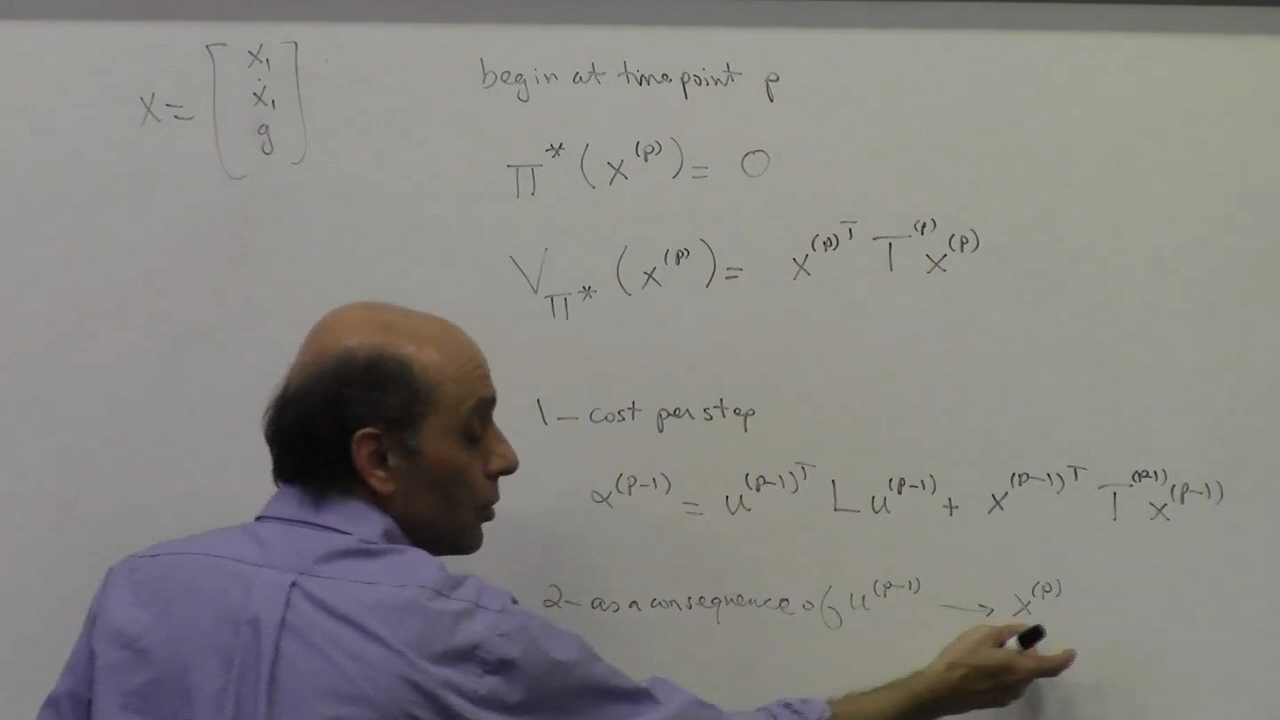 x = [ x₁ ẋ₁ g ]
begin at time point p
π* ( x^(p) ) = 0
V_π* ( x^(p) ) = x^(p)ᵀ T^(p) x^(p)
1 – cost per step
α^(p-1) = u^(p-1)ᵀ L u^(p-1) + x^(p-1)ᵀ T^(p-1) x^(p-1)
2 – as a consequence of u^(p-1) → x^(p)